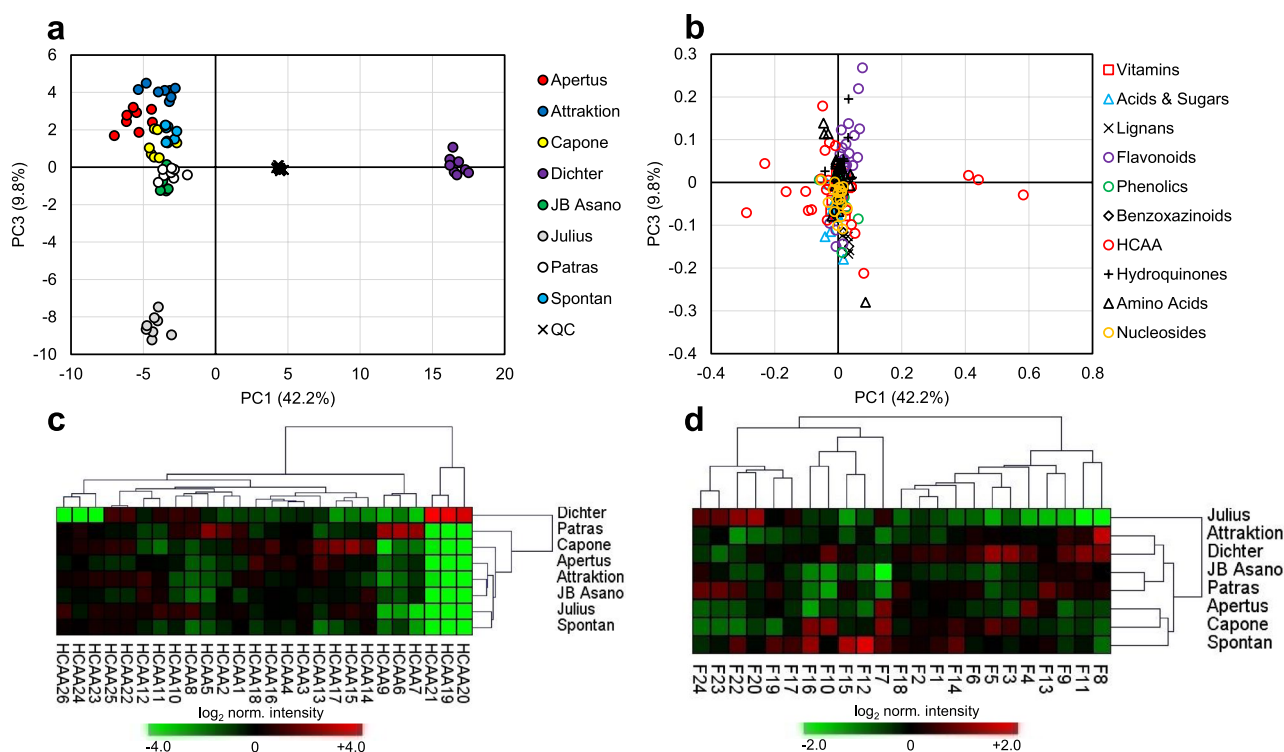 a
6
4
2
0
-2
-4
-6
-8
-10
PC3 (9.8%)
-10
-5
0
5
10
15
20
PC1 (42.2%)
Apertus
Attraktion
Capone
Dichter
JB Asano
Julius
Patras
Spontan
QC
b
0.3
0.2
0.1
0
-0.1
-0.2
-0.3
-0.4
PC3 (9.8%)
-0.4
-0.2
0
0.2
0.4
0.6
0.8
PC1 (42.2%)
Vitamins
Acids & Sugars
Lignans
Flavonoids
Phenolics
Benzoxazinoids
HCAA
Hydroquinones
Amino Acids
Nucleosides
c
Dichter
Patras
Capone
Apertus
Attraktion
JB Asano
Julius
Spontan
HCAA26
HCAA24
HCAA23
HCAA25
HCAA22
HCAA12
HCAA11
HCAA10
HCAA8
HCAA5
HCAA2
HCAA1
HCAA18
HCAA16
HCAA4
HCAA3
HCAA13
HCAA17
HCAA15
HCAA14
HCAA9
HCAA6
HCAA7
HCAA21
HCAA19
HCAA20
log2 norm. intensity
-4.0
0
+4.0
d
Julius
Attraktion
Dichter
JB Asano
Patras
Apertus
Capone
Spontan
F24
F23
F22
F20
F19
F17
F16
F10
F15
F12
F7
F18
F2
F1
F14
F6
F5
F3
F4
F13
F9
F11
F8
log2 norm. intensity
-2.0
0
+2.0